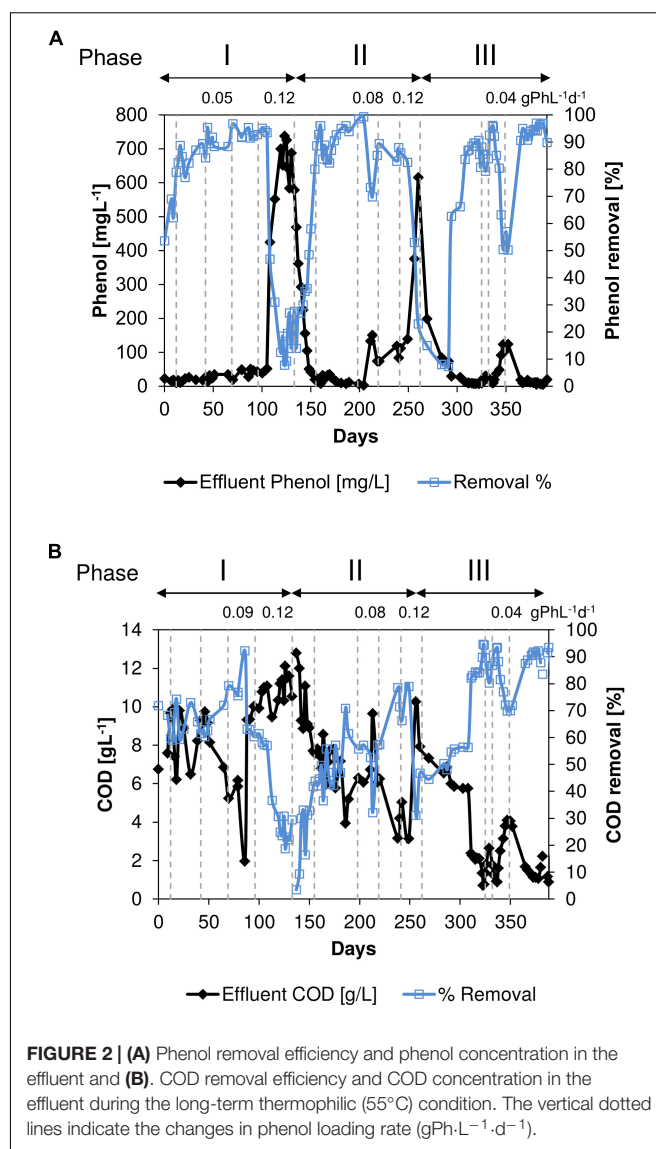 A
Phase I II III
0.05 0.12 0.08 0.12 0.04 gPhL⁻¹d⁻¹
800 100
700 90
600 80
500 70
400 60
300 50
200 40
100 30
0 20
10
0
Phenol [mgL⁻¹]
Phenol removal [%]
0 50 100 150 200 250 300 350
Days
Effluent Phenol [mg/L] Removal %
B
Phase I II III
0.09 0.12 0.08 0.12 0.04 gPhL⁻¹d⁻¹
14 100
12 90
10 80
8 70
6 60
4 50
2 40
0 30
20
10
0
COD [gL⁻¹]
COD removal [%]
0 50 100 150 200 250 300 350
Days
Effluent COD [g/L] % Removal
FIGURE 2 | (A) Phenol removal efficiency and phenol concentration in the
effluent and (B). COD removal efficiency and COD concentration in the
effluent during the long-term thermophilic (55°C) condition. The vertical dotted
lines indicate the changes in phenol loading rate (gPh·L⁻¹·d⁻¹).